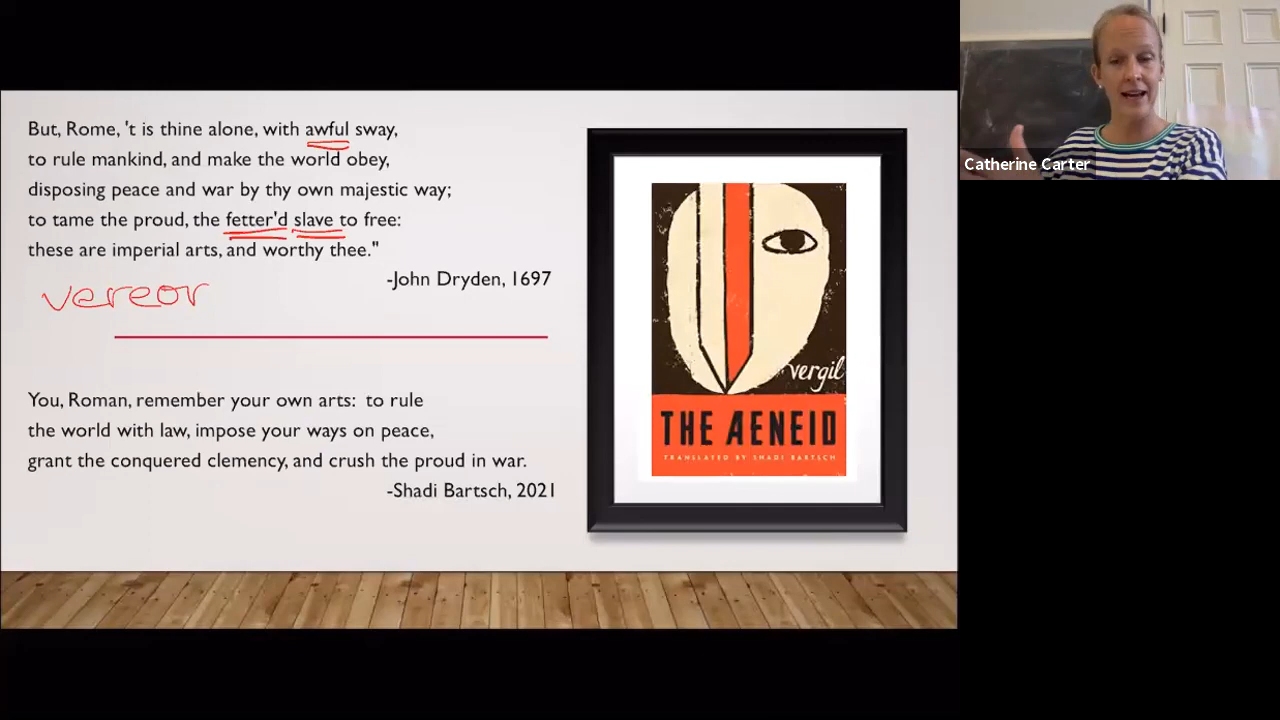 But, Rome, 't is thine alone, with awful sway,
to rule mankind, and make the world obey,
disposing peace and war by thy own majestic way;
to tame the proud, the fetter'd slave to free:
these are imperial arts, and worthy thee."
-John Dryden, 1697
vereor
You, Roman, remember your own arts: to rule
the world with law, impose your ways on peace,
grant the conquered clemency, and crush the proud in war.
-Shadi Bartsch, 2021
vergil
THE AENEID
TRANSLATED BY SHADI BARTSCH
Catherine Carter